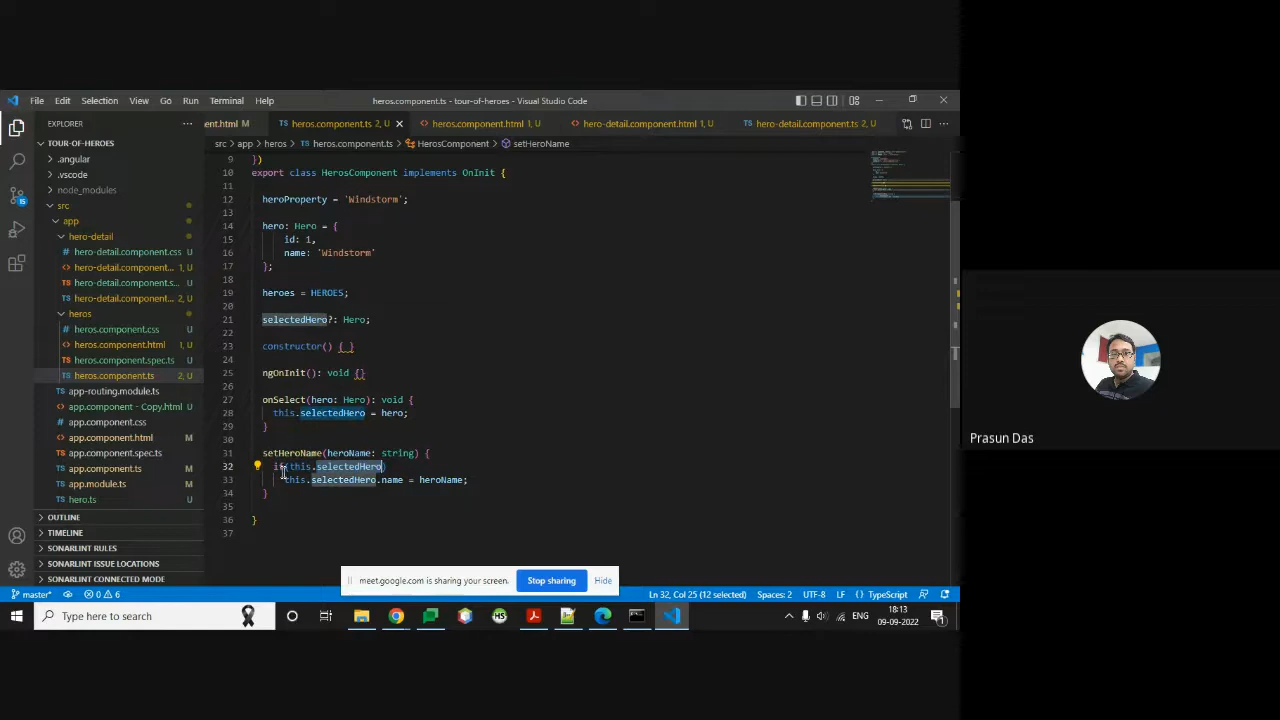 File Edit Selection View Go Run Terminal Help
heros.component.ts - tour-of-heroes - Visual Studio Code
EXPLORER
ent.html M
TS heros.component.ts 2, U
<> heros.component.html 1, U
<> hero-detail.component.html 1, U
TS hero-detail.component.ts 2, U
TOUR-OF-HEROES
.angular
.vscode
node_modules
src
app
hero-detail
# hero-detail.component.css U
<> hero-detail.component... 1, U
TS hero-detail.component.s... U
TS hero-detail.component... 2, U
heros
# heros.component.css U
<> heros.component.html 1, U
TS heros.component.spec.ts U
TS heros.component.ts 2, U
TS app-routing.module.ts
<> app.component - Copy.html U
# app.component.css
<> app.component.html M
TS app.component.spec.ts
TS app.component.ts M
TS app.module.ts M
TS hero.ts U
OUTLINE
TIMELINE
SONARLINT RULES
SONARLINT ISSUE LOCATIONS
SONARLINT CONNECTED MODE
15
src > app > heros > TS heros.component.ts > HerosComponent > setHeroName
9 })
10 export class HerosComponent implements OnInit {
11
12 heroProperty = 'Windstorm';
13
14 hero: Hero = {
15 id: 1,
16 name: 'Windstorm'
17 };
18
19 heroes = HEROES;
20
21 selectedHero?: Hero;
22
23 constructor() { }
24
25 ngOnInit(): void {}
26
27 onSelect(hero: Hero): void {
28 this.selectedHero = hero;
29 }
30
31 setHeroName(heroName: string) {
32 if(this.selectedHero)
33 this.selectedHero.name = heroName;
34 }
35
36 }
37
meet.google.com is sharing your screen. Stop sharing Hide
master* 0 6
Ln 32, Col 25 (12 selected) Spaces: 2 UTF-8 LF {} TypeScript
Type here to search
HS
ENG
18:13
09-09-2022
1
Prasun Das